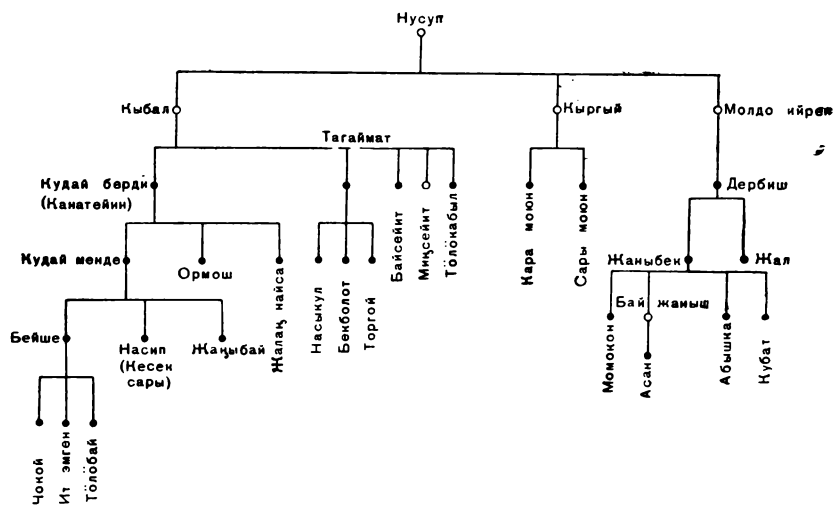 Нусуп
Кыбал
Кыргый
Молдо ийрек
Тагаймат
Кудай берди
(Канатейин)
Байсейит
Миңсейит
Тölöкабыл
Кара моюн
Сары моюн
Дербиш
Кудай менде
Ормош
Жалаң найса
Насыкул
Бекболот
Торгой
Жаныбек
Жал
Бейше
Насип
(Кесек
сары)
Жаңыбай
Момокон
Бай жаныш
Асан
Абышка
Кубат
Чокой
Ит эмген
Тölöбай